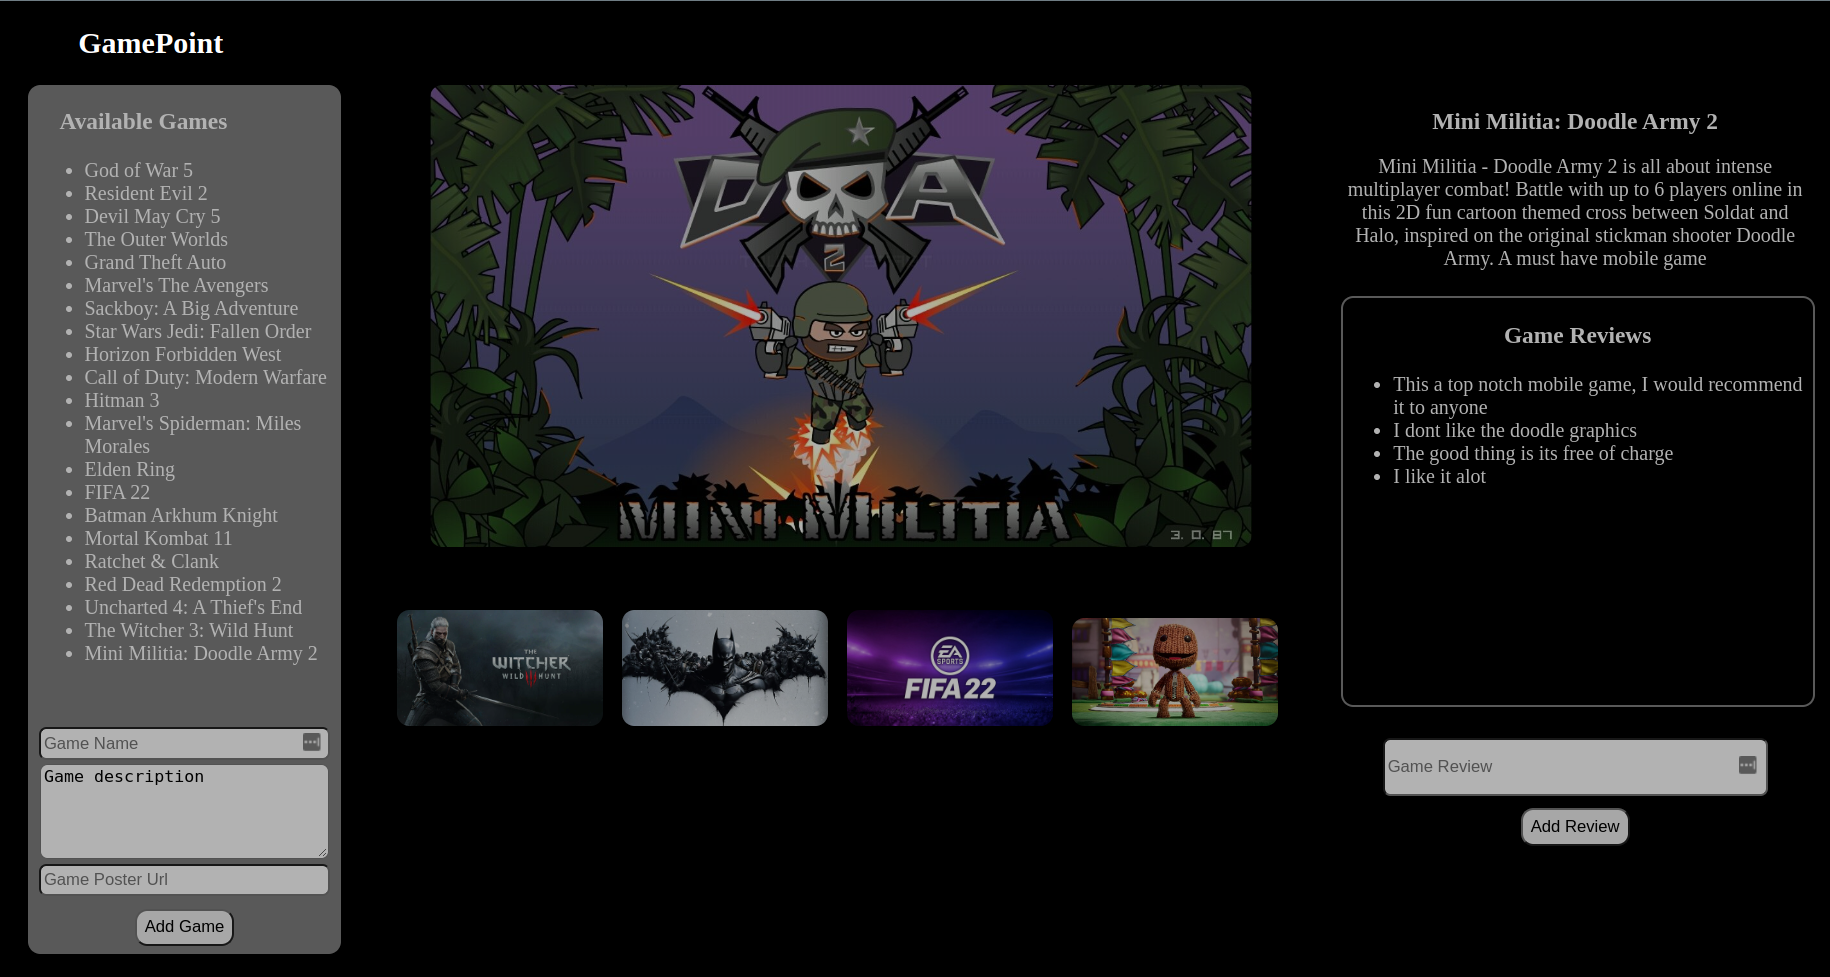 GamePoint
Available Games
God of War 5
Resident Evil 2
Devil May Cry 5
The Outer Worlds
Grand Theft Auto
Marvel's The Avengers
Sackboy: A Big Adventure
Star Wars Jedi: Fallen Order
Horizon Forbidden West
Call of Duty: Modern Warfare
Hitman 3
Marvel's Spiderman: Miles
Morales
Elden Ring
FIFA 22
Batman Arkhum Knight
Mortal Kombat 11
Ratchet & Clank
Red Dead Redemption 2
Uncharted 4: A Thief's End
The Witcher 3: Wild Hunt
Mini Militia: Doodle Army 2
Game Name
Game description
Game Poster Url
Add Game
D A
2
MINI MILITIA
3. 0. 87
THE
WITCHER
WILD HUNT
EA
SPORTS
FIFA 22
Mini Militia: Doodle Army 2
Mini Militia - Doodle Army 2 is all about intense
multiplayer combat! Battle with up to 6 players online in
this 2D fun cartoon themed cross between Soldat and
Halo, inspired on the original stickman shooter Doodle
Army. A must have mobile game
Game Reviews
This a top notch mobile game, I would recommend
it to anyone
I dont like the doodle graphics
The good thing is its free of charge
I like it alot
Game Review
Add Review